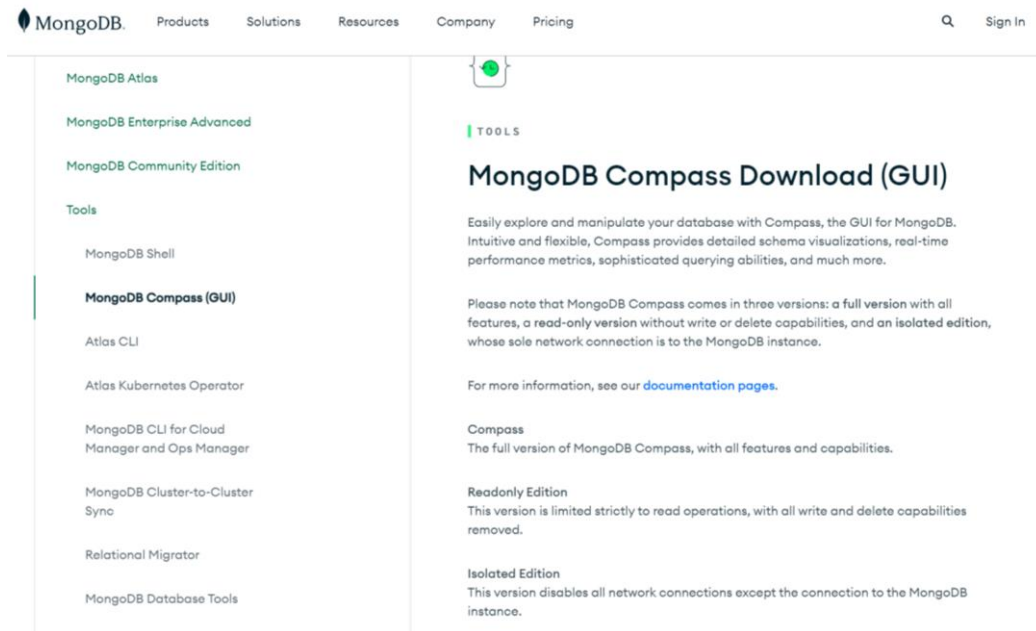 MongoDB.
Products
Solutions
Resources
Company
Pricing
Sign In
MongoDB Atlas
MongoDB Enterprise Advanced
MongoDB Community Edition
Tools
MongoDB Shell
MongoDB Compass (GUI)
Atlas CLI
Atlas Kubernetes Operator
MongoDB CLI for Cloud
Manager and Ops Manager
MongoDB Cluster-to-Cluster
Sync
Relational Migrator
MongoDB Database Tools
TOOLS
MongoDB Compass Download (GUI)
Easily explore and manipulate your database with Compass, the GUI for MongoDB.
Intuitive and flexible, Compass provides detailed schema visualizations, real-time
performance metrics, sophisticated querying abilities, and much more.
Please note that MongoDB Compass comes in three versions: a full version with all
features, a read-only version without write or delete capabilities, and an isolated edition,
whose sole network connection is to the MongoDB instance.
For more information, see our documentation pages.
Compass
The full version of MongoDB Compass, with all features and capabilities.
Readonly Edition
This version is limited strictly to read operations, with all write and delete capabilities
removed.
Isolated Edition
This version disables all network connections except the connection to the MongoDB
instance.